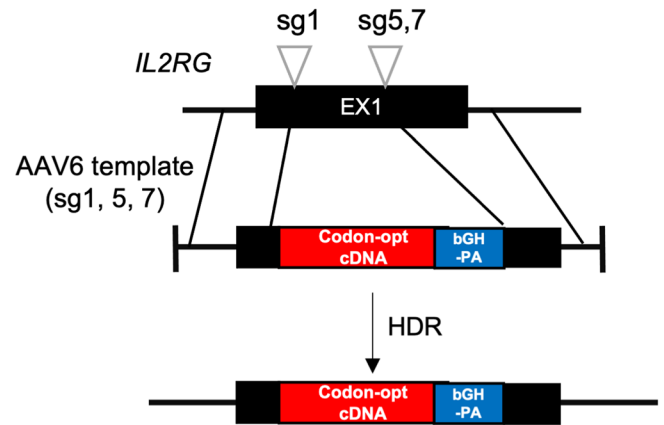 sg1 sg5,7
IL2RG
EX1
AAV6 template
(sg1, 5, 7)
Codon-opt
cDNA
bGH
-PA
HDR
Codon-opt
cDNA
bGH
-PA